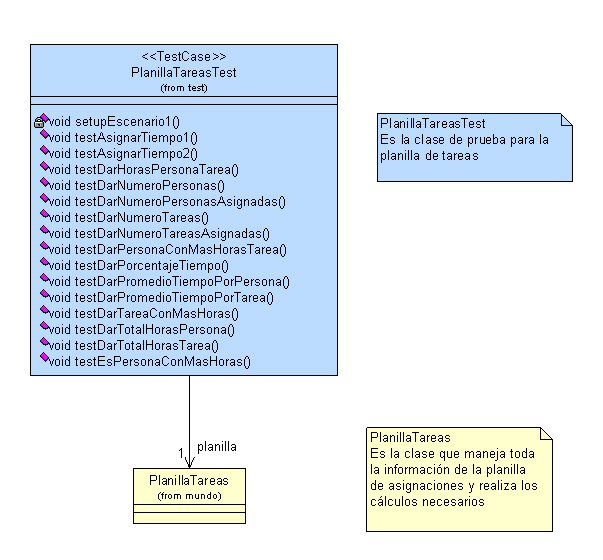 <<TestCase>>
PlanillaTareasTest
(from test)
void setupEscenario1()
void testAsignarTiempo1()
void testAsignarTiempo2()
void testDarHorasPersonaTarea()
void testDarNumeroPersonas()
void testDarNumeroPersonasAsignadas()
void testDarNumeroTareas()
void testDarNumeroTareasAsignadas()
void testDarPersonaConMasHorasTarea()
void testDarPorcentajeTiempo()
void testDarPromedioTiempoPorPersona()
void testDarPromedioTiempoPorTarea()
void testDarTareaConMasHoras()
void testDarTotalHorasPersona()
void testDarTotalHorasTarea()
void testEsPersonaConMasHoras()
PlanillaTareasTest
Es la clase de prueba para la
planilla de tareas
1
planilla
PlanillaTareas
(from mundo)
PlanillaTareas
Es la clase que maneja toda
la información de la planilla
de asignaciones y realiza los
cálculos necesarios